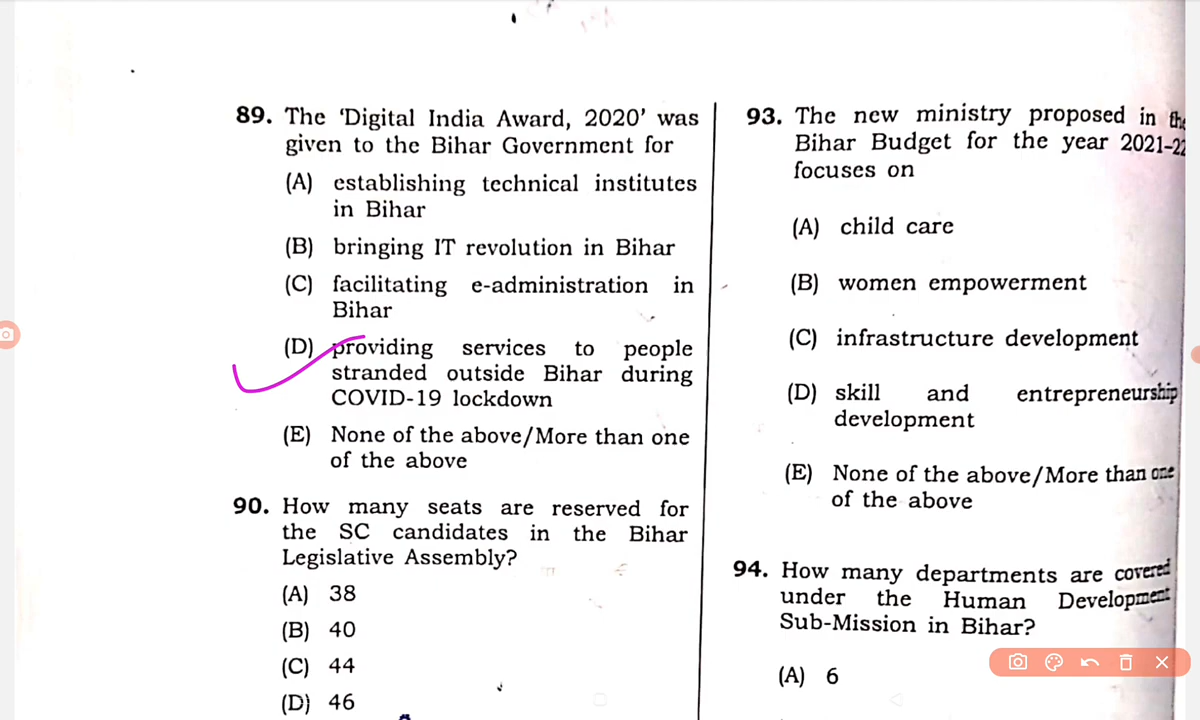 89. The 'Digital India Award, 2020' was
given to the Bihar Government for
(A) establishing technical institutes
in Bihar
(B) bringing IT revolution in Bihar
(C) facilitating e-administration in
Bihar
(D) providing services to people
stranded outside Bihar during
COVID-19 lockdown
(E) None of the above/More than one
of the above
90. How many seats are reserved for
the SC candidates in the Bihar
Legislative Assembly?
(A) 38
(B) 40
(C) 44
(D) 46
93. The new ministry proposed in the
Bihar Budget for the year 2021-22
focuses on
(A) child care
(B) women empowerment
(C) infrastructure development
(D) skill and entrepreneurship
development
(E) None of the above/More than one
of the above
94. How many departments are covered
under the Human Development
Sub-Mission in Bihar?
(A) 6